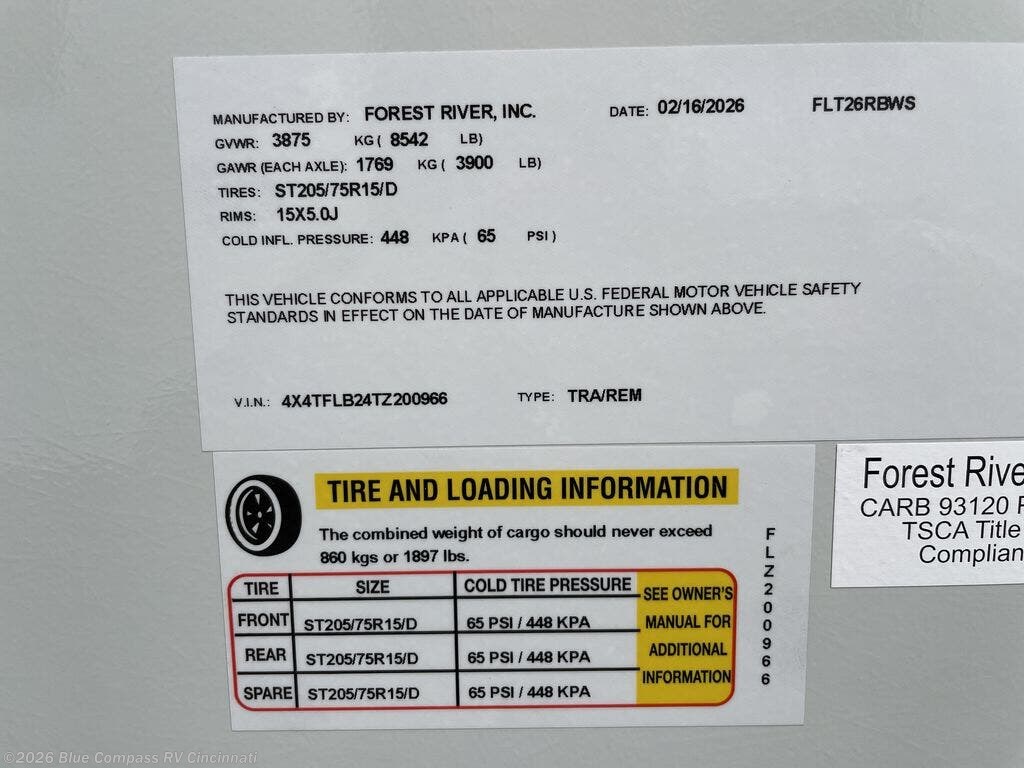 MANUFACTURED BY: FOREST RIVER, INC. DATE: 02/16/2026 FLT26RBWS
GVWR: 3875 KG ( 8542 LB)
GAWR (EACH AXLE): 1769 KG ( 3900 LB)
TIRES: ST205/75R15/D
RIMS: 15X5.0J
COLD INFL. PRESSURE: 448 KPA ( 65 PSI )
THIS VEHICLE CONFORMS TO ALL APPLICABLE U.S. FEDERAL MOTOR VEHICLE SAFETY
STANDARDS IN EFFECT ON THE DATE OF MANUFACTURE SHOWN ABOVE.
V.I.N.: 4X4TFLB24TZ200966 TYPE: TRA/REM
TIRE AND LOADING INFORMATION
The combined weight of cargo should never exceed
860 kgs or 1897 lbs.
TIRE SIZE COLD TIRE PRESSURE
FRONT ST205/75R15/D 65 PSI / 448 KPA
REAR ST205/75R15/D 65 PSI / 448 KPA
SPARE ST205/75R15/D 65 PSI / 448 KPA
SEE OWNER'S
MANUAL FOR
ADDITIONAL
INFORMATION
FLZ200966
Forest Rive
CARB 93120
TSCA Title
Complian
©2026 Blue Compass RV Cincinnati